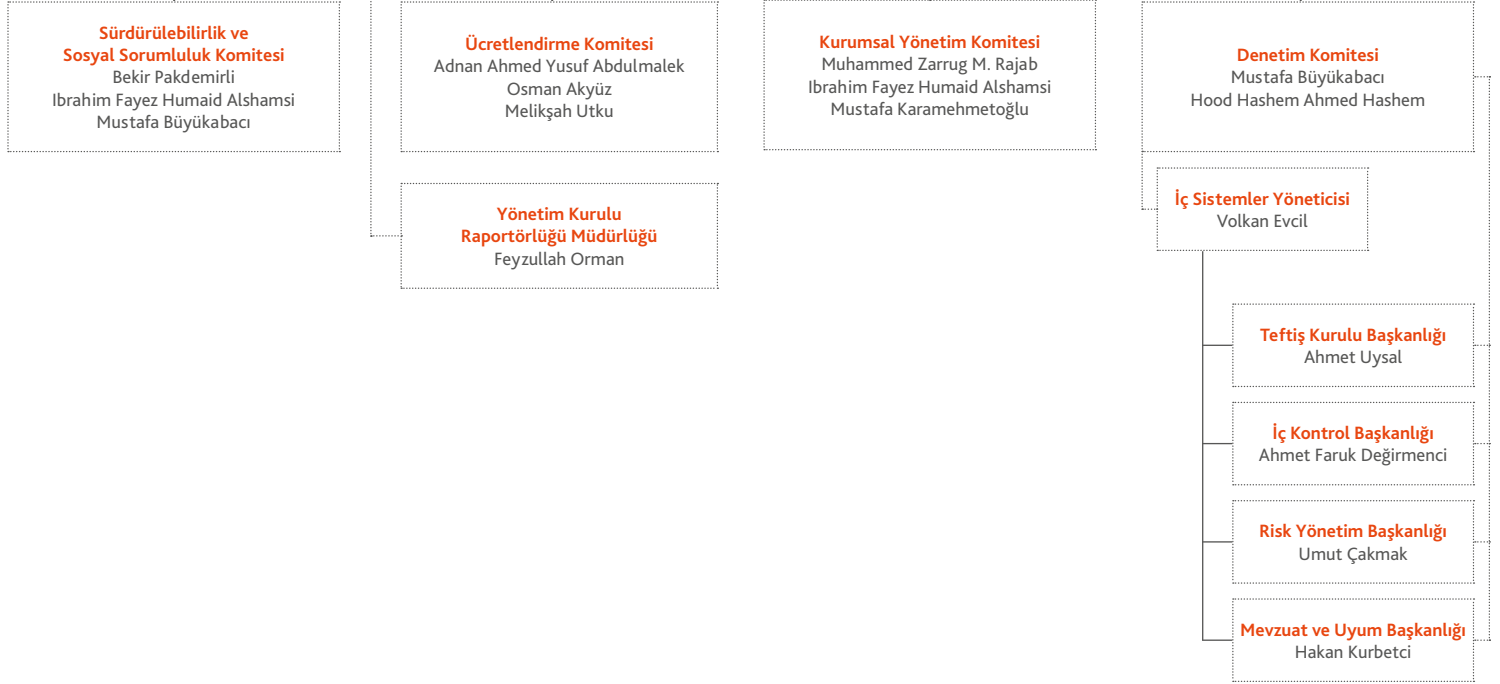 Sürdürülebilirlik ve
Sosyal Sorumluluk Komitesi
Bekir Pakdemirli
Ibrahim Fayez Humaid Alshamsi
Mustafa Büyükabacı
Ücretlendirme Komitesi
Adnan Ahmed Yusuf Abdulmalek
Osman Akyüz
Melikşah Utku
Kurumsal Yönetim Komitesi
Muhammed Zarrug M. Rajab
Ibrahim Fayez Humaid Alshamsi
Mustafa Karamehmetoğlu
Denetim Komitesi
Mustafa Büyükabacı
Hood Hashem Ahmed Hashem
Yönetim Kurulu
Raportörlüğü Müdürlüğü
Feyzullah Orman
İç Sistemler Yöneticisi
Volkan Evcil
Teftiş Kurulu Başkanlığı
Ahmet Uysal
İç Kontrol Başkanlığı
Ahmet Faruk Değirmenci
Risk Yönetim Başkanlığı
Umut Çakmak
Mevzuat ve Uyum Başkanlığı
Hakan Kurbetci